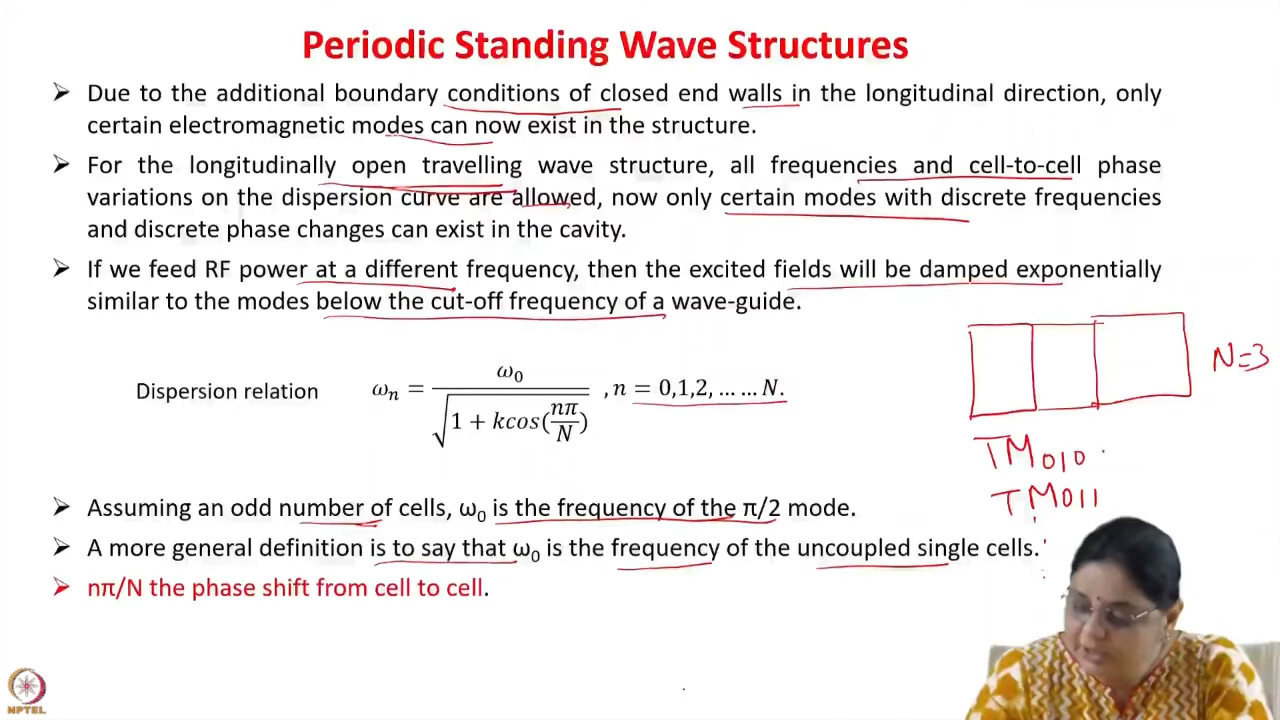 Periodic Standing Wave Structures
➢ Due to the additional boundary conditions of closed end walls in the longitudinal direction, only
certain electromagnetic modes can now exist in the structure.
➢ For the longitudinally open travelling wave structure, all frequencies and cell-to-cell phase
variations on the dispersion curve are allowed, now only certain modes with discrete frequencies
and discrete phase changes can exist in the cavity.
➢ If we feed RF power at a different frequency, then the excited fields will be damped exponentially
similar to the modes below the cut-off frequency of a wave-guide.
N=3
Dispersion relation ωₙ = ω₀ / √(1 + kcos(nπ/N)) , n = 0,1,2, … … N.
TM₀₁₀
TM₀₁₁
➢ Assuming an odd number of cells, ω₀ is the frequency of the π/2 mode.
➢ A more general definition is to say that ω₀ is the frequency of the uncoupled single cells.
➢ nπ/N the phase shift from cell to cell.
NPTEL